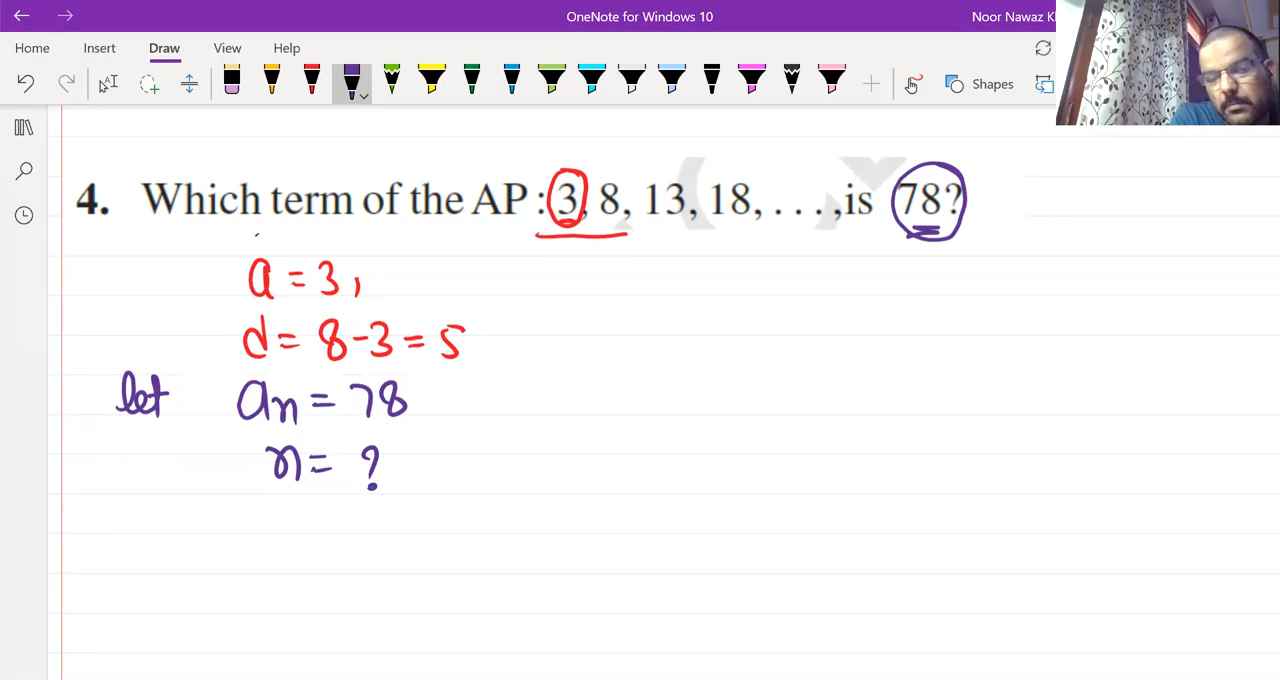 OneNote for Windows 10
Noor Nawaz Kh
Home Insert Draw View Help
Shapes
4. Which term of the AP : 3, 8, 13, 18, . . . ,is 78?
a = 3,
d = 8-3 = 5
let an = 78
n = ?